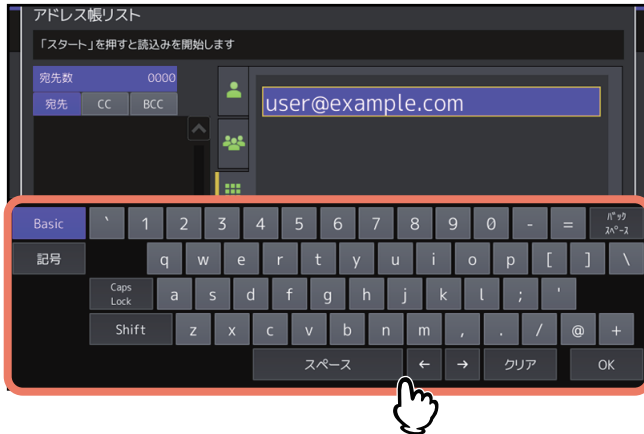 アドレス帳リスト
「スタート」を押すと読込みを開始します
宛先数 0000
宛先 CC BCC
user@example.com
Basic ` 1 2 3 4 5 6 7 8 9 0 - = バックスペース
記号 q w e r t y u i o p [ ] \
Caps Lock a s d f g h j k l ; '
Shift z x c v b n m , . / @ +
スペース ← → クリア OK